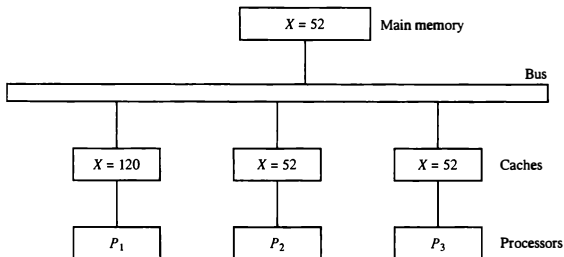 X = 52 Main memory
Bus
X = 120 X = 52 X = 52 Caches
P1 P2 P3 Processors